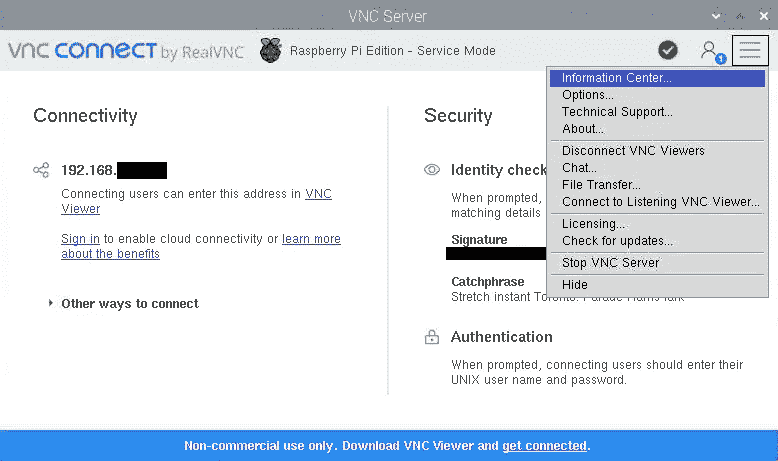 VNC Server
vnc connect by RealVNC
Raspberry Pi Edition - Service Mode
1
Connectivity
192.168.
Connecting users can enter this address in VNC
Viewer
Sign in to enable cloud connectivity or learn more
about the benefits
Other ways to connect
Security
Identity check
When prompted,
matching details
Signature
Catchphrase
Stretch instant Toronto. Parade Harris
Authentication
When prompted, connecting users should enter their
UNIX user name and password.
Information Center...
Options...
Technical Support...
About...
Disconnect VNC Viewers
Chat...
File Transfer...
Connect to Listening VNC Viewer...
Licensing...
Check for updates...
Stop VNC Server
Hide
Non-commercial use only. Download VNC Viewer and get connected.